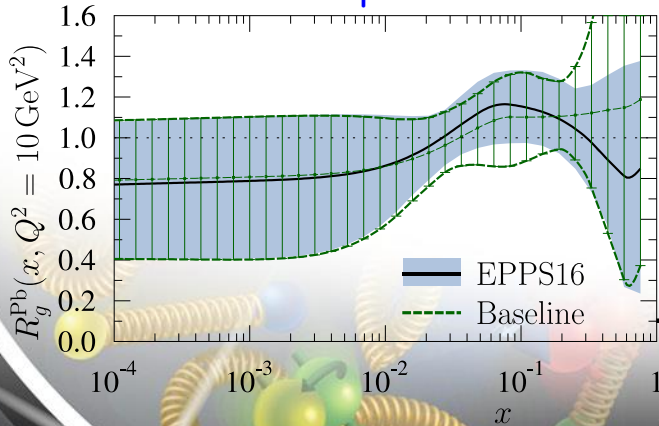 1.6
1.4
1.2
1.0
0.8
0.6
0.4
0.2
0.0
R_g^Pb(x, Q² = 10 GeV²)
EPPS16
Baseline
10⁻⁴ 10⁻³ 10⁻² 10⁻¹ 1
x